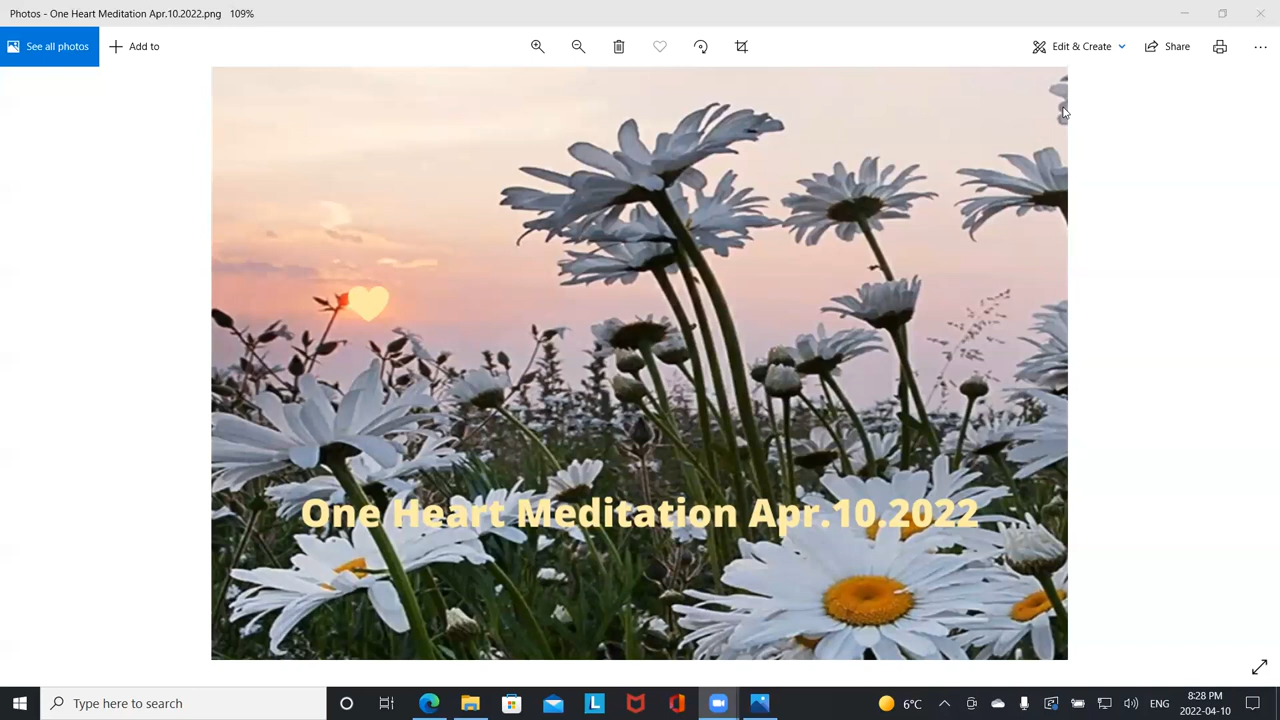 Photos - One Heart Meditation Apr.10.2022.png 109%
See all photos
Add to
Edit & Create
Share
One Heart Meditation Apr.10.2022
Type here to search
L
6°C
ENG
8:28 PM
2022-04-10